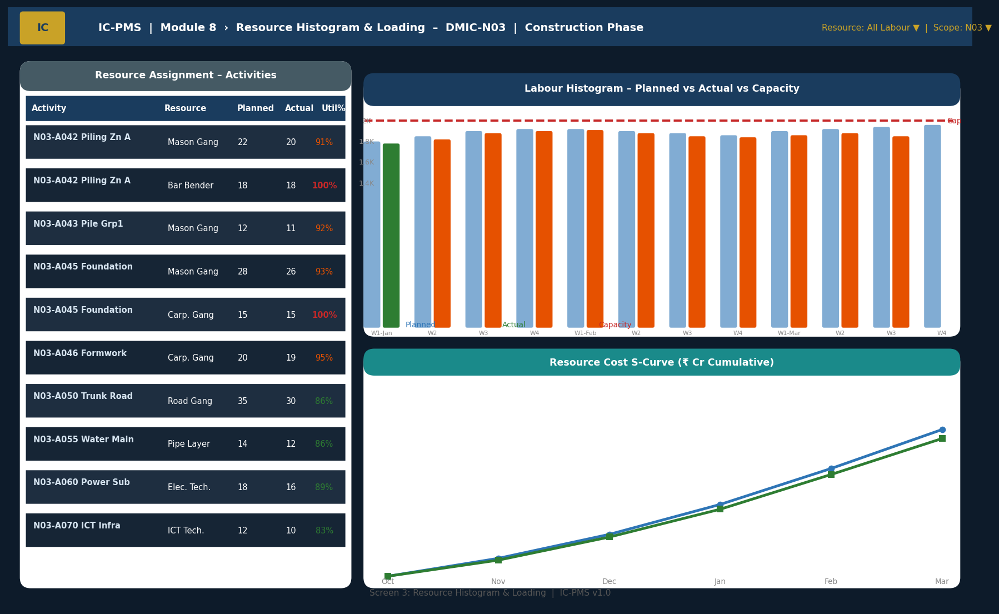 IC
IC-PMS | Module 8 › Resource Histogram & Loading – DMIC-N03 | Construction Phase
Resource: All Labour ▼ | Scope: N03 ▼
Resource Assignment – Activities
Activity Resource Planned Actual Util%
N03-A042 Piling Zn A Mason Gang 22 20 91%
N03-A042 Piling Zn A Bar Bender 18 18 100%
N03-A043 Pile Grp1 Mason Gang 12 11 92%
N03-A045 Foundation Mason Gang 28 26 93%
N03-A045 Foundation Carp. Gang 15 15 100%
N03-A046 Formwork Carp. Gang 20 19 95%
N03-A050 Trunk Road Road Gang 35 30 86%
N03-A055 Water Main Pipe Layer 14 12 86%
N03-A060 Power Sub Elec. Tech. 18 16 89%
N03-A070 ICT Infra ICT Tech. 12 10 83%
Labour Histogram – Planned vs Actual vs Capacity
2K
Cap
1.8K
1.6K
1.4K
Planned Actual Capacity
W1-Jan W2 W3 W4 W1-Feb W2 W3 W4 W1-Mar W2 W3 W4
Resource Cost S-Curve (₹ Cr Cumulative)
Oct Nov Dec Jan Feb Mar
Screen 3: Resource Histogram & Loading | IC-PMS v1.0